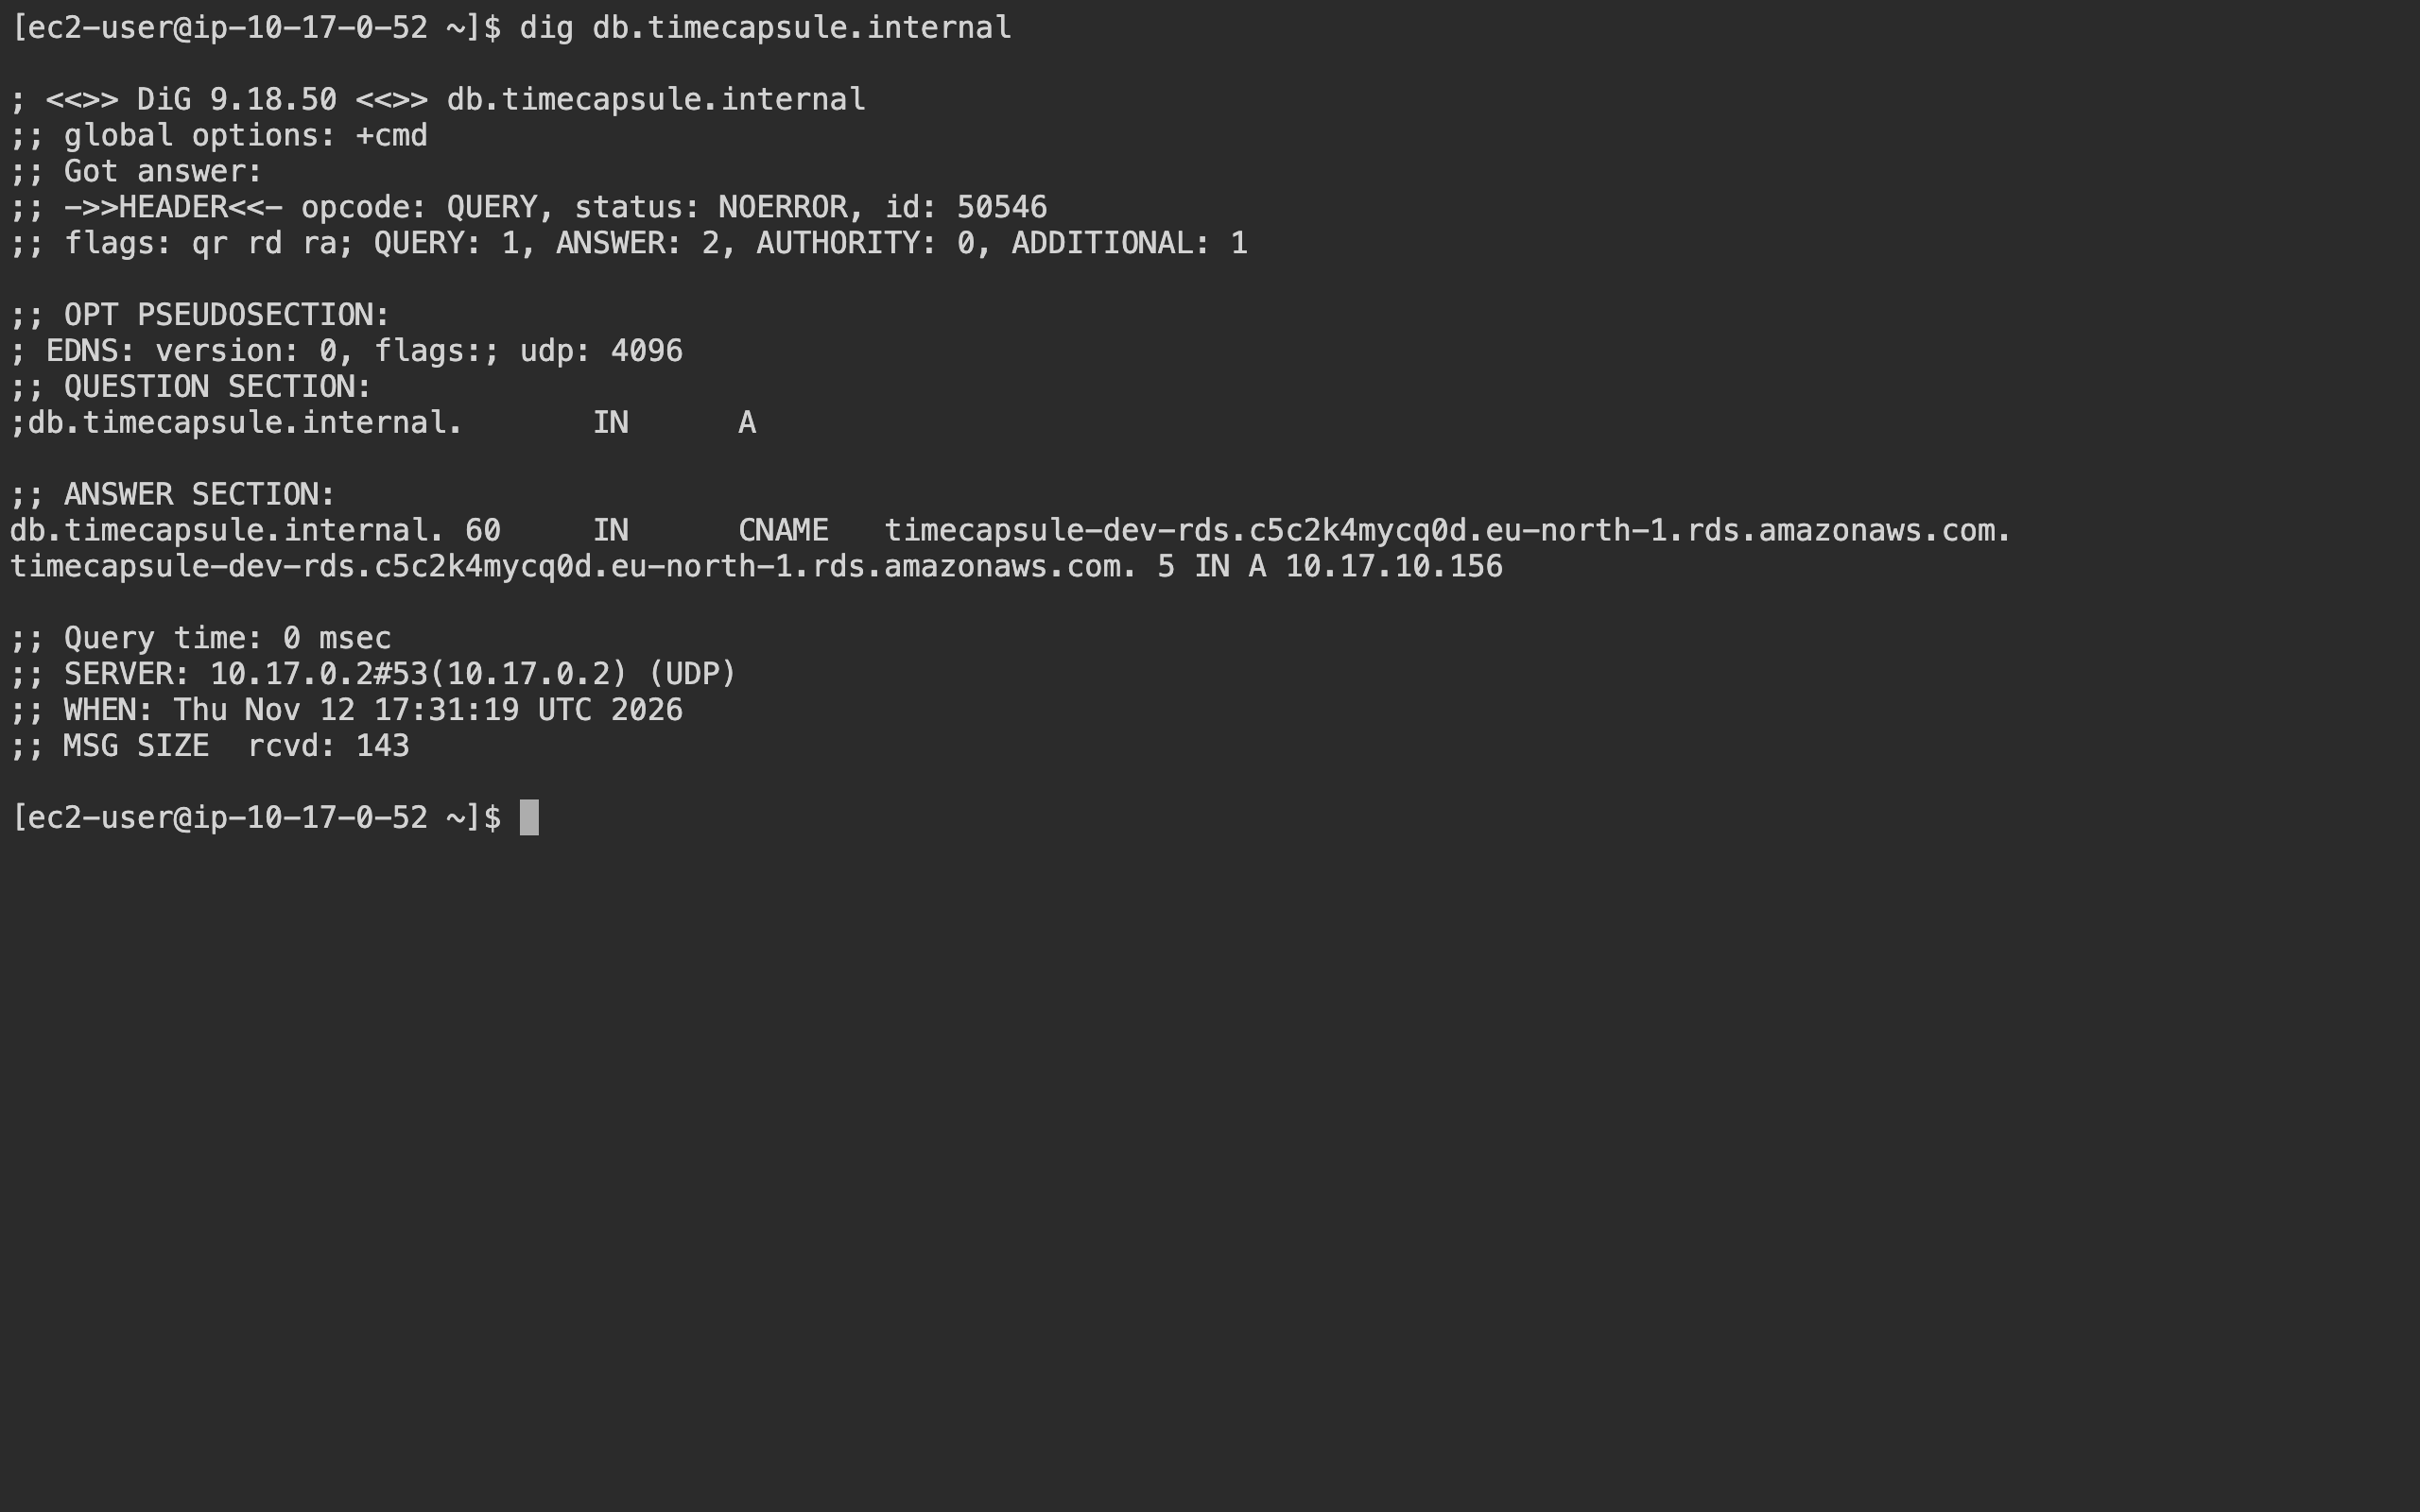 [ec2-user@ip-10-17-0-52 ~]$ dig db.timecapsule.internal

; <<>> DiG 9.18.50 <<>> db.timecapsule.internal
;; global options: +cmd
;; Got answer:
;; ->>HEADER<<- opcode: QUERY, status: NOERROR, id: 50546
;; flags: qr rd ra; QUERY: 1, ANSWER: 2, AUTHORITY: 0, ADDITIONAL: 1

;; OPT PSEUDOSECTION:
; EDNS: version: 0, flags:; udp: 4096
;; QUESTION SECTION:
;db.timecapsule.internal.       IN      A

;; ANSWER SECTION:
db.timecapsule.internal. 60     IN      CNAME   timecapsule-dev-rds.c5c2k4mycq0d.eu-north-1.rds.amazonaws.com.
timecapsule-dev-rds.c5c2k4mycq0d.eu-north-1.rds.amazonaws.com. 5 IN A 10.17.10.156

;; Query time: 0 msec
;; SERVER: 10.17.0.2#53(10.17.0.2) (UDP)
;; WHEN: Thu Nov 12 17:31:19 UTC 2026
;; MSG SIZE  rcvd: 143

[ec2-user@ip-10-17-0-52 ~]$